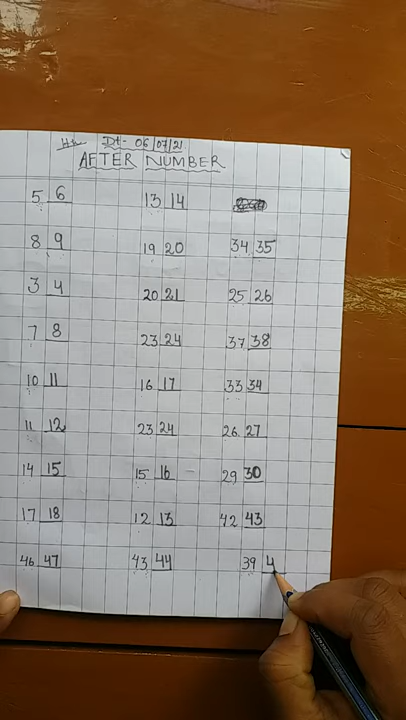 Hw Dt- 06/07/21
AFTER NUMBER
5 6 13 14
8 9 19 20 34 35
3 4 20 21 25 26
7 8 23 24 37 38
10 11 16 17 33 34
11 12 23 24 26 27
14 15 15 16 29 30
17 18 12 13 42 43
46 47 43 44 39 4